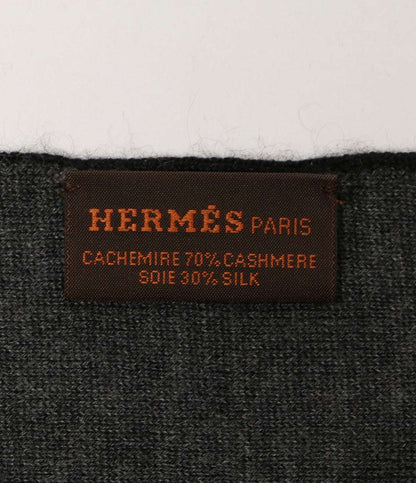 HERMÈS PARIS
CACHEMIRE 70% CASHMERE
SOIE 30% SILK